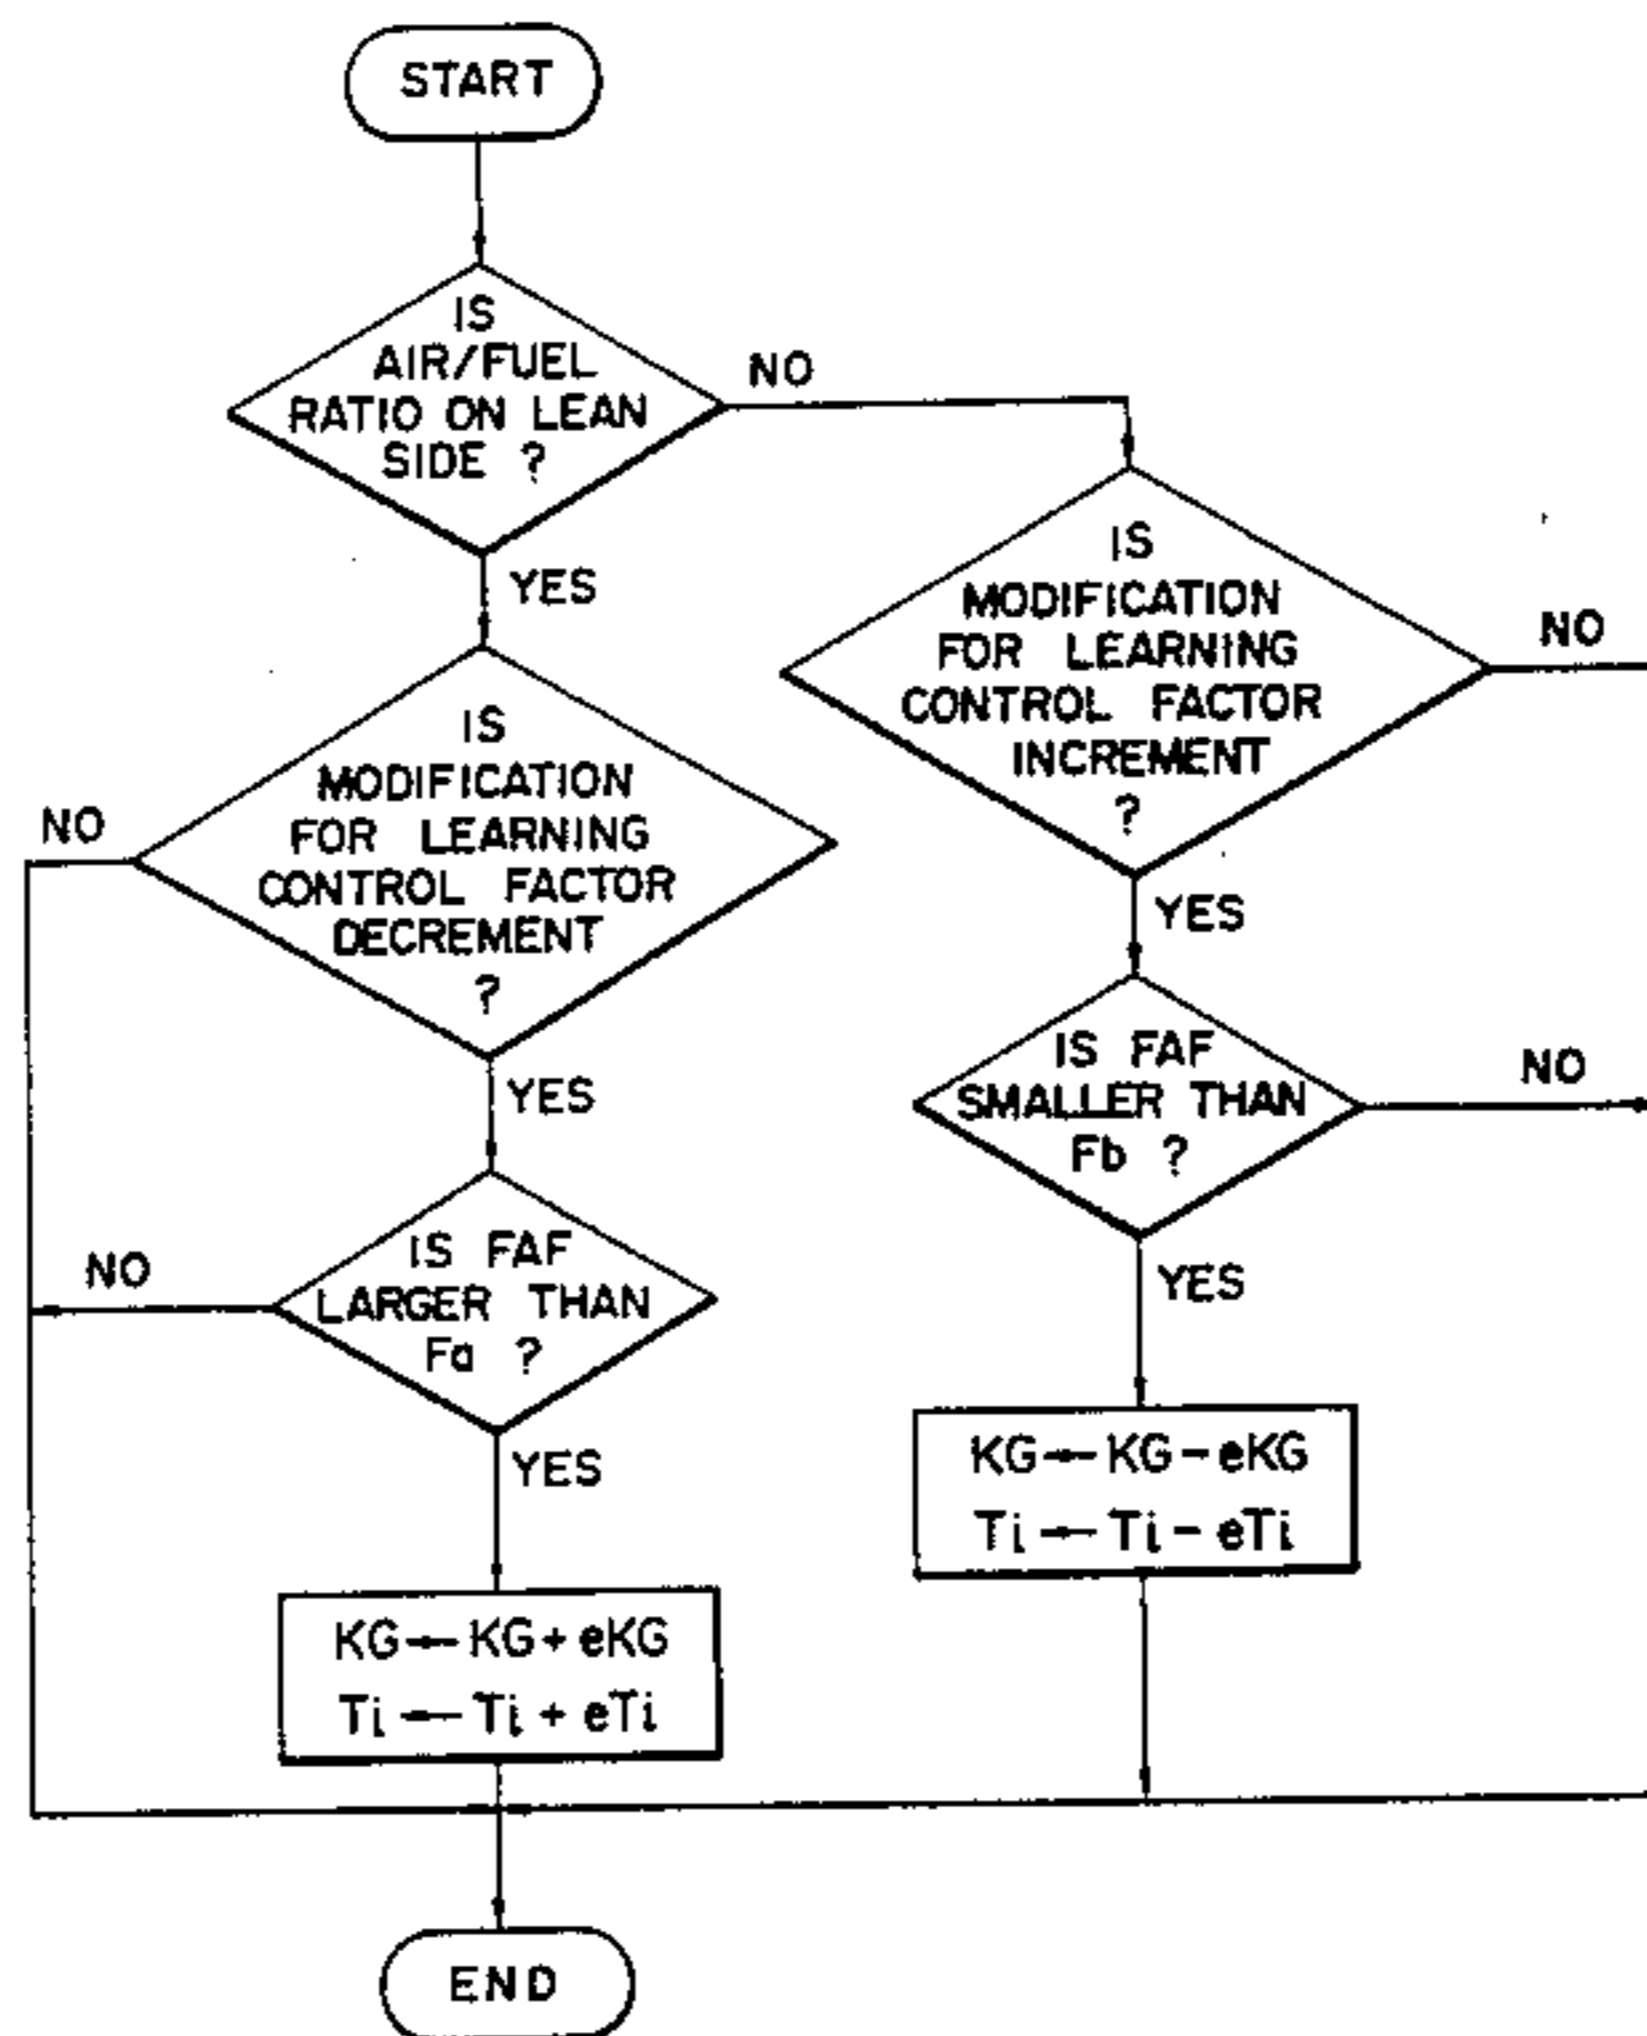 START
IS
AIR/FUEL
RATIO ON LEAN
SIDE ?
NO
YES
IS
MODIFICATION
FOR LEARNING
CONTROL FACTOR
DECREMENT
?
NO
YES
IS FAF
LARGER THAN
Fa ?
NO
YES
KG ← KG + eKG
Ti ← Ti + eTi
IS
MODIFICATION
FOR LEARNING
CONTROL FACTOR
INCREMENT
?
NO
YES
IS FAF
SMALLER THAN
Fb ?
NO
YES
KG ← KG - eKG
Ti ← Ti - eTi
END